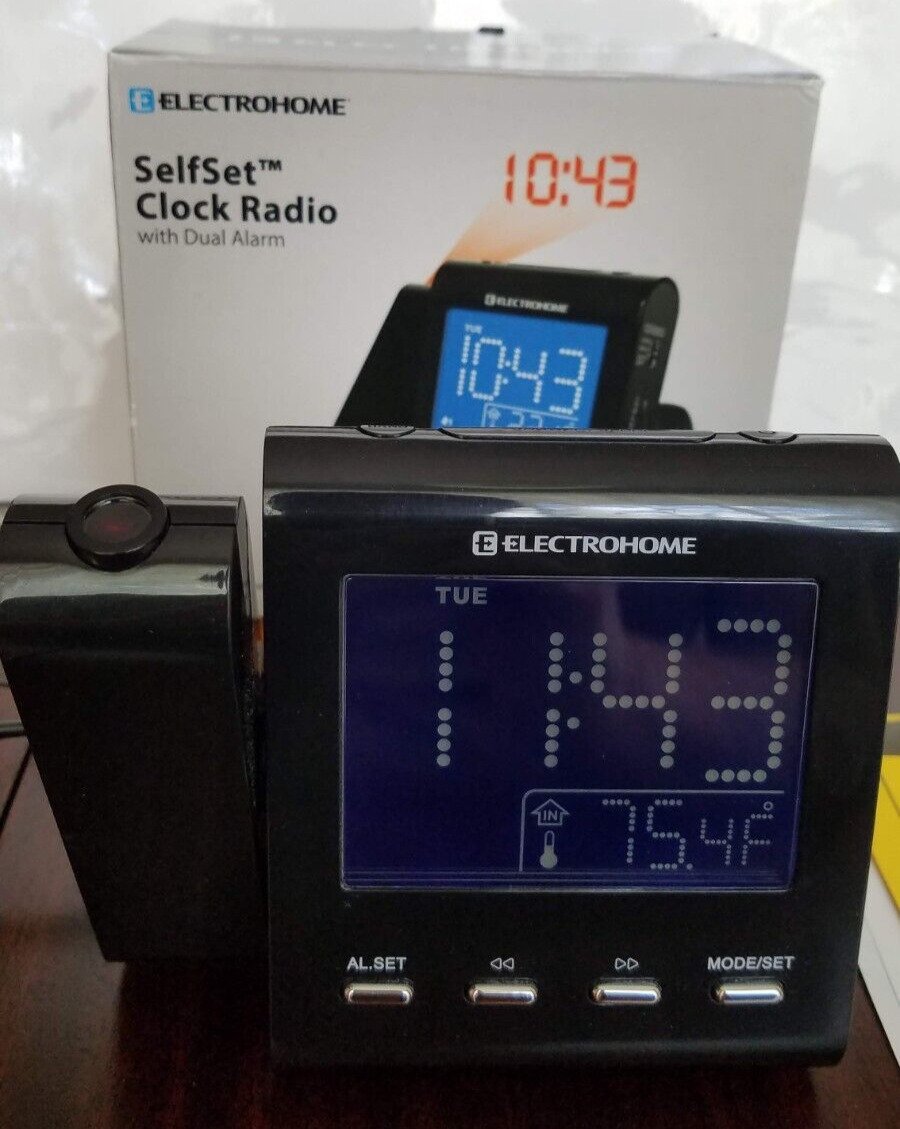 ELECTROHOME
SelfSet™
Clock Radio
with Dual Alarm
10:43
ELECTROHOME
TUE
10:43
ELECTROHOME
TUE
11:43
IN
75.4°F
AL.SET
MODE/SET